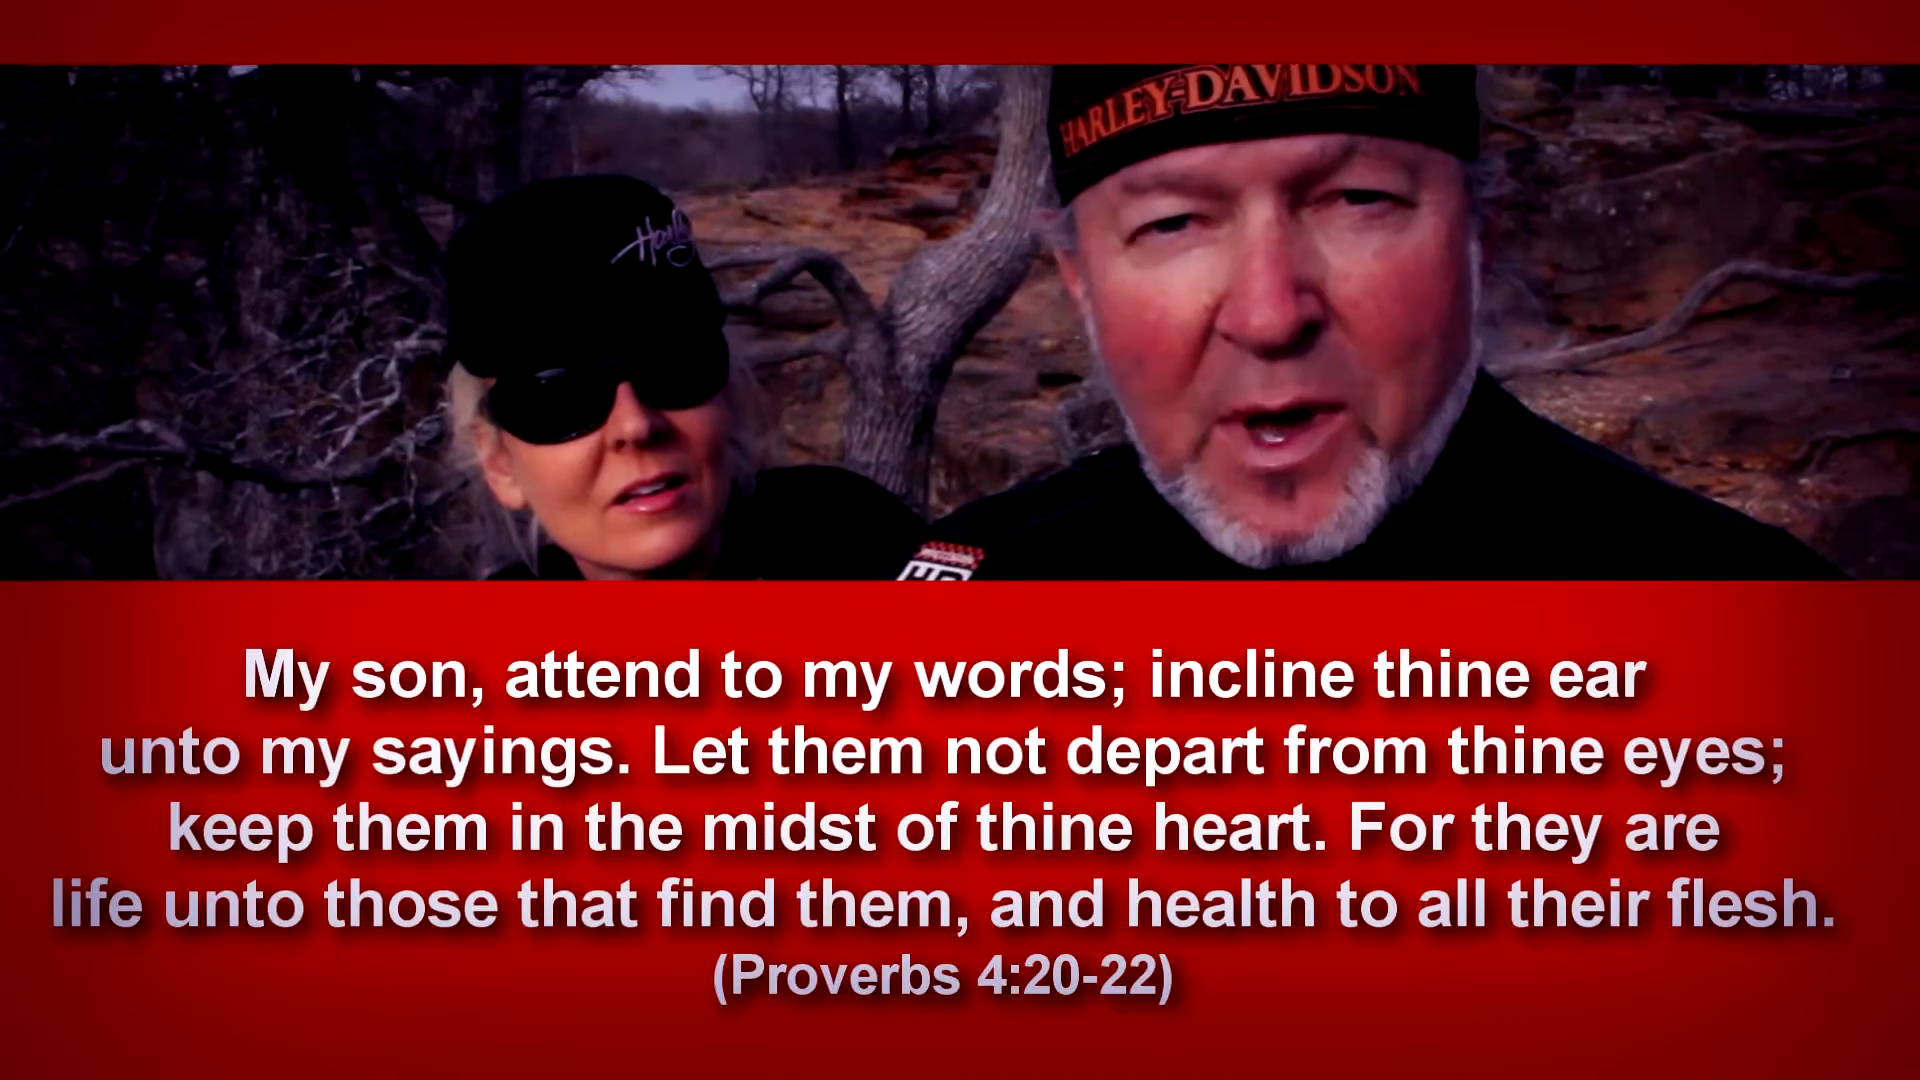 HARLEY-DAVIDSON
My son, attend to my words; incline thine ear
unto my sayings. Let them not depart from thine eyes;
keep them in the midst of thine heart. For they are
life unto those that find them, and health to all their flesh.
(Proverbs 4:20-22)